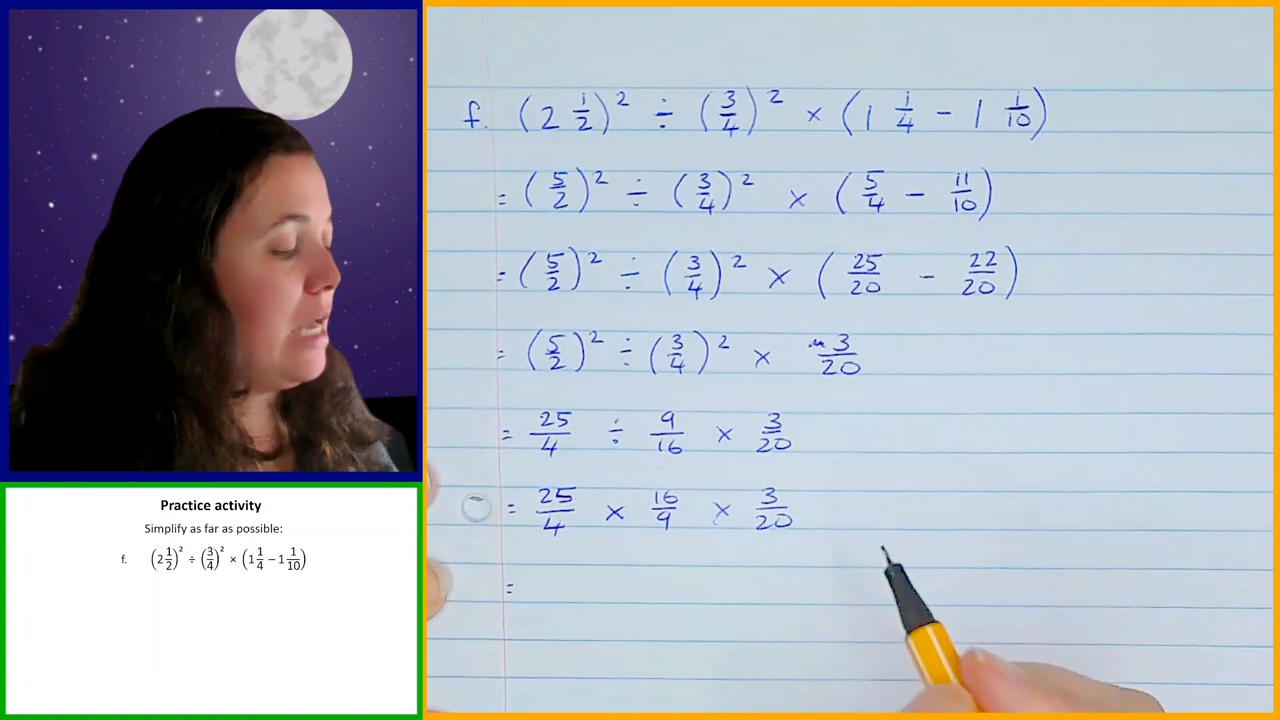 Practice activity
Simplify as far as possible:
f. (2 1/2)² ÷ (3/4)² × (1 1/4 − 1 1/10)
f. (2 1/2)² ÷ (3/4)² × (1 1/4 − 1 1/10)
= (5/2)² ÷ (3/4)² × (5/4 − 11/10)
= (5/2)² ÷ (3/4)² × (25/20 − 22/20)
= (5/2)² ÷ (3/4)² × 3/20
= 25/4 ÷ 9/16 × 3/20
= 25/4 × 16/9 × 3/20
=